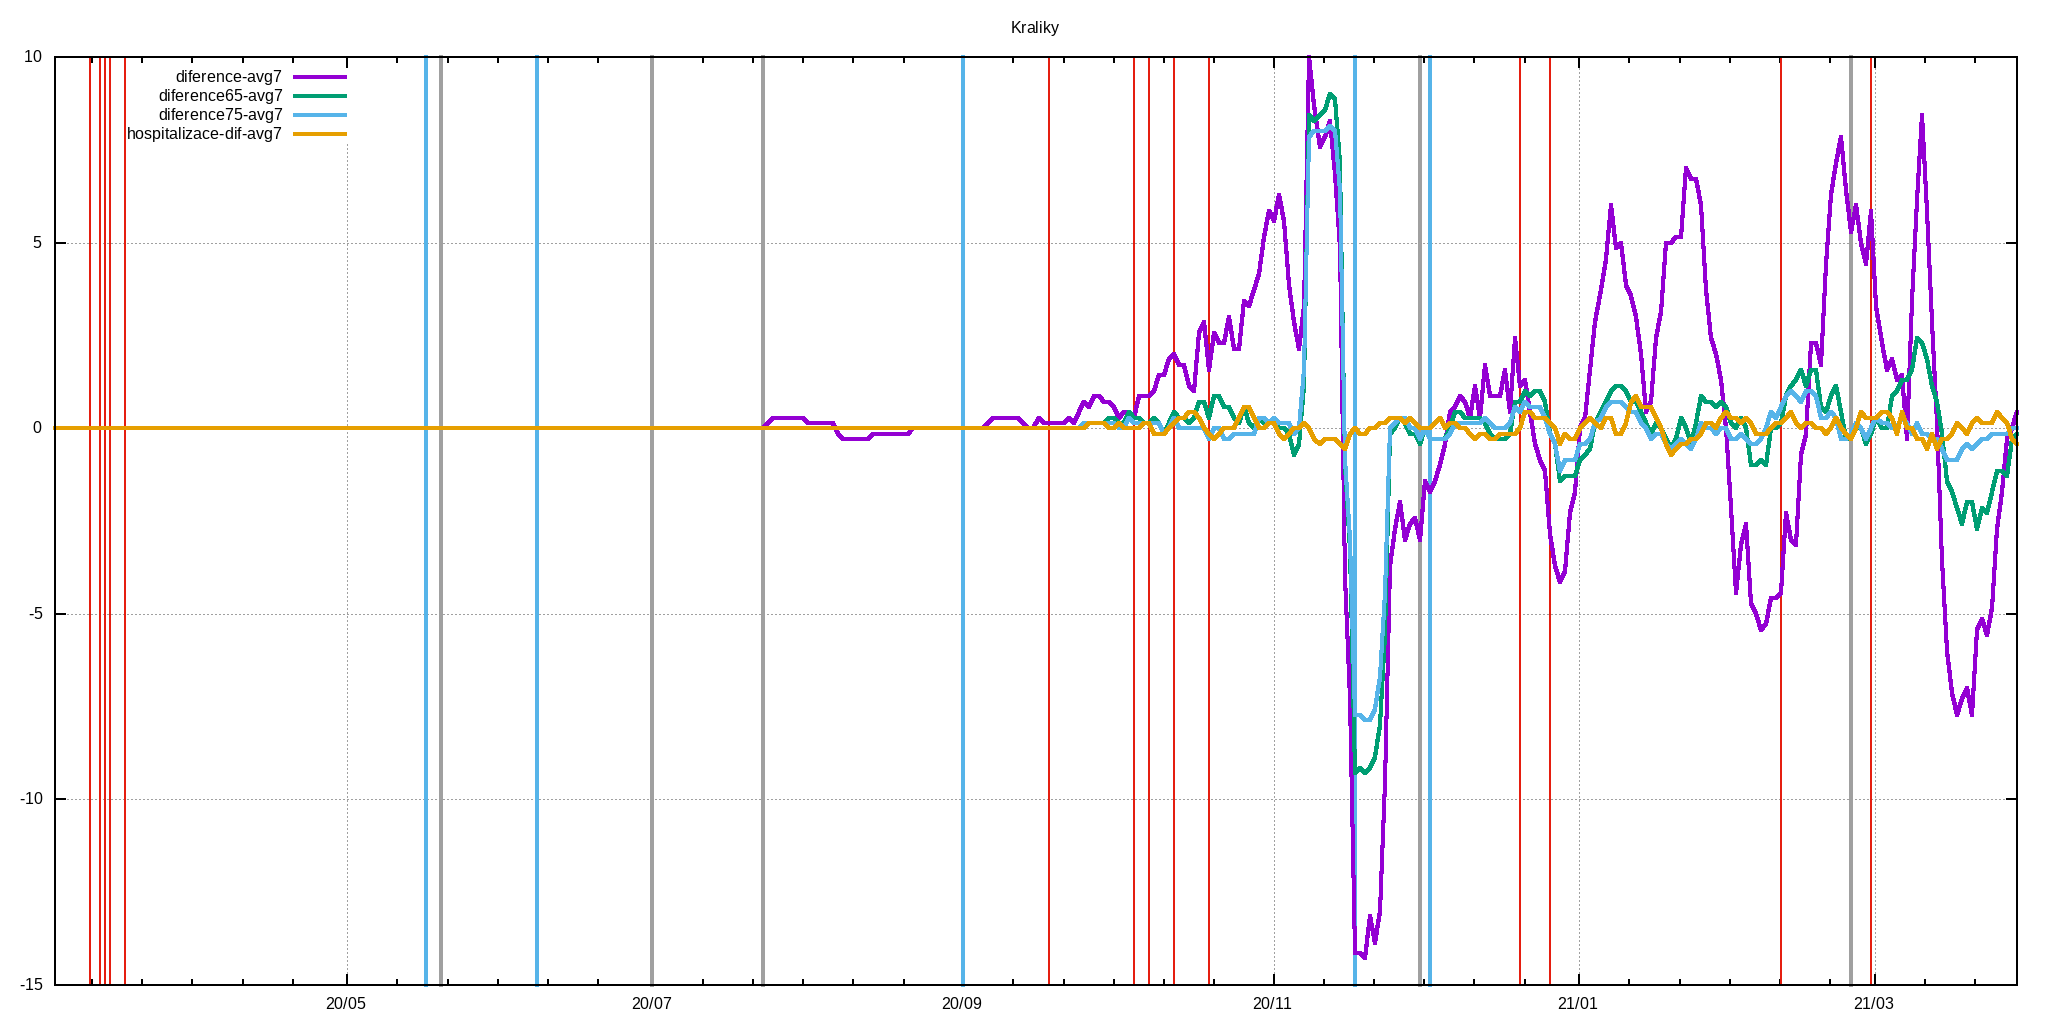 Kraliky
10
diference-avg7
diference65-avg7
diference75-avg7
hospitalizace-dif-avg7
5
0
-5
-10
-15
20/05 20/07 20/09 20/11 21/01 21/03